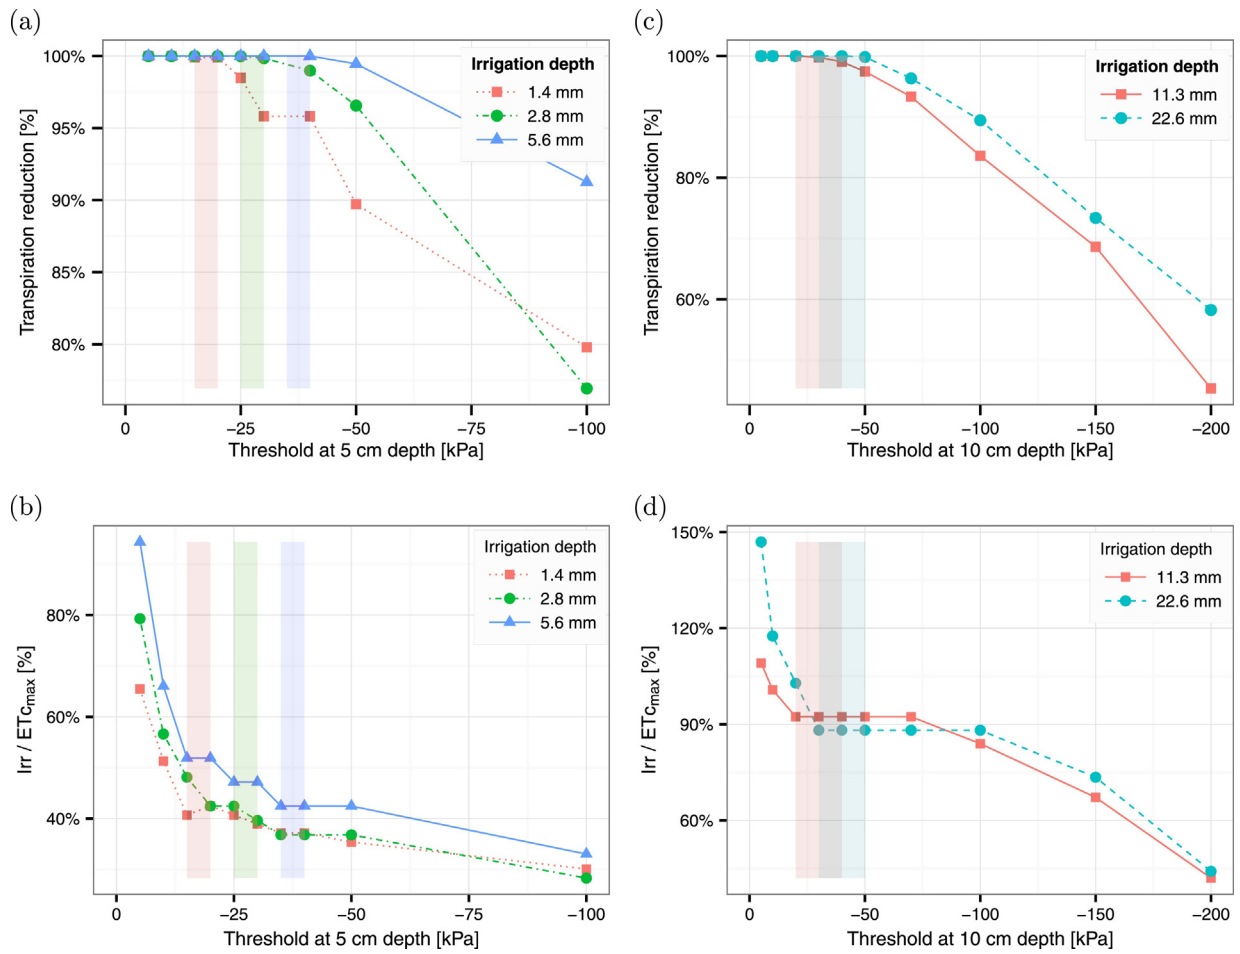 (a)
100%
95%
90%
85%
80%
Transpiration reduction [%]
Irrigation depth
1.4 mm
2.8 mm
5.6 mm
0
−25
−50
−75
−100
Threshold at 5 cm depth [kPa]
(c)
100%
80%
60%
Transpiration reduction [%]
Irrigation depth
11.3 mm
22.6 mm
0
−50
−100
−150
−200
Threshold at 10 cm depth [kPa]
(b)
80%
60%
40%
Irr / ETcmax [%]
Irrigation depth
1.4 mm
2.8 mm
5.6 mm
0
−25
−50
−75
−100
Threshold at 5 cm depth [kPa]
(d)
150%
120%
90%
60%
Irr / ETcmax [%]
Irrigation depth
11.3 mm
22.6 mm
0
−50
−100
−150
−200
Threshold at 10 cm depth [kPa]